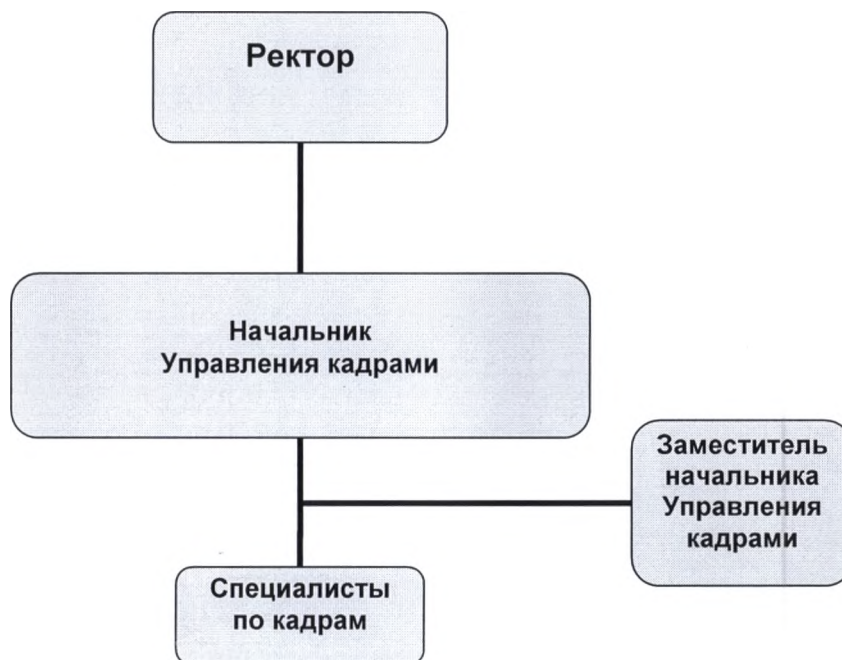 Ректор
Начальник
Управления кадрами
Заместитель
начальника
Управления
кадрами
Специалисты
по кадрам